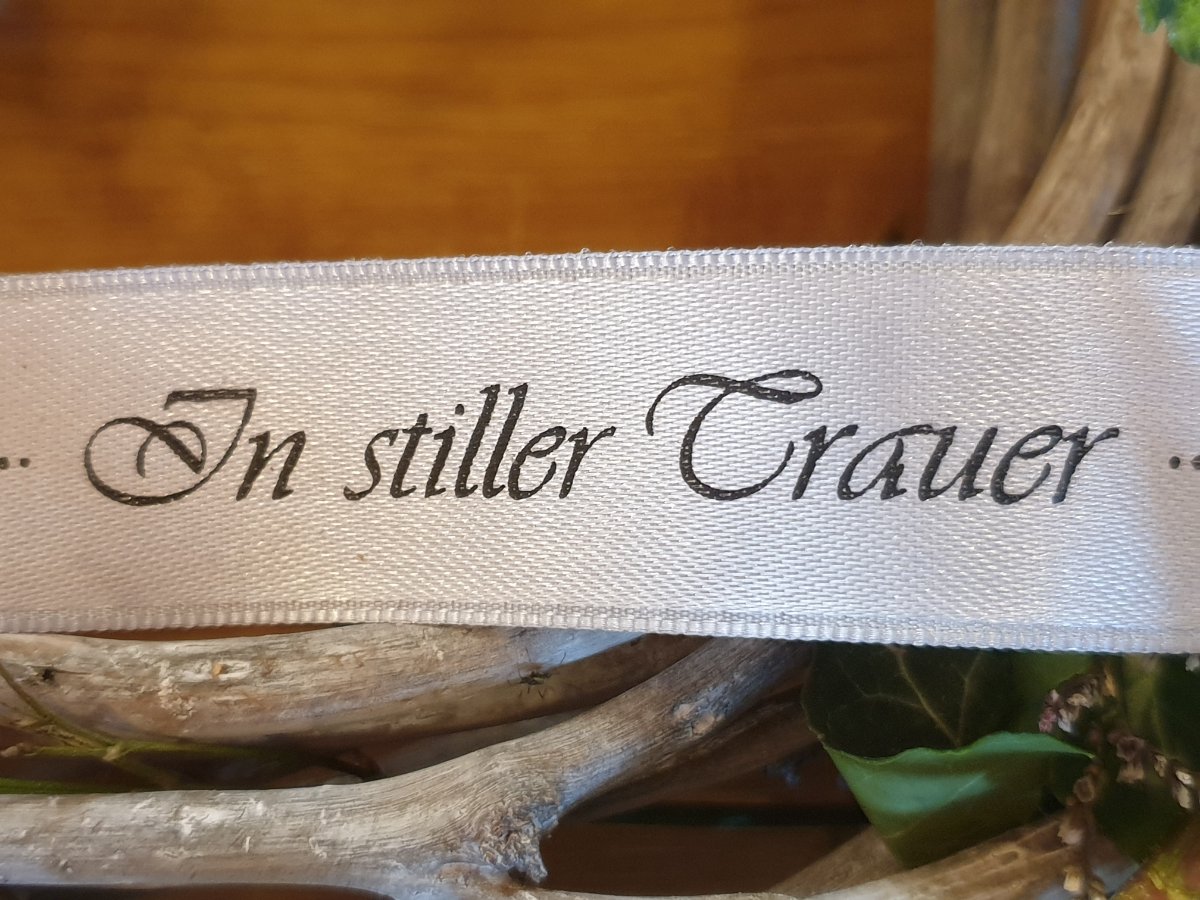 .. In stiller Trauer ..